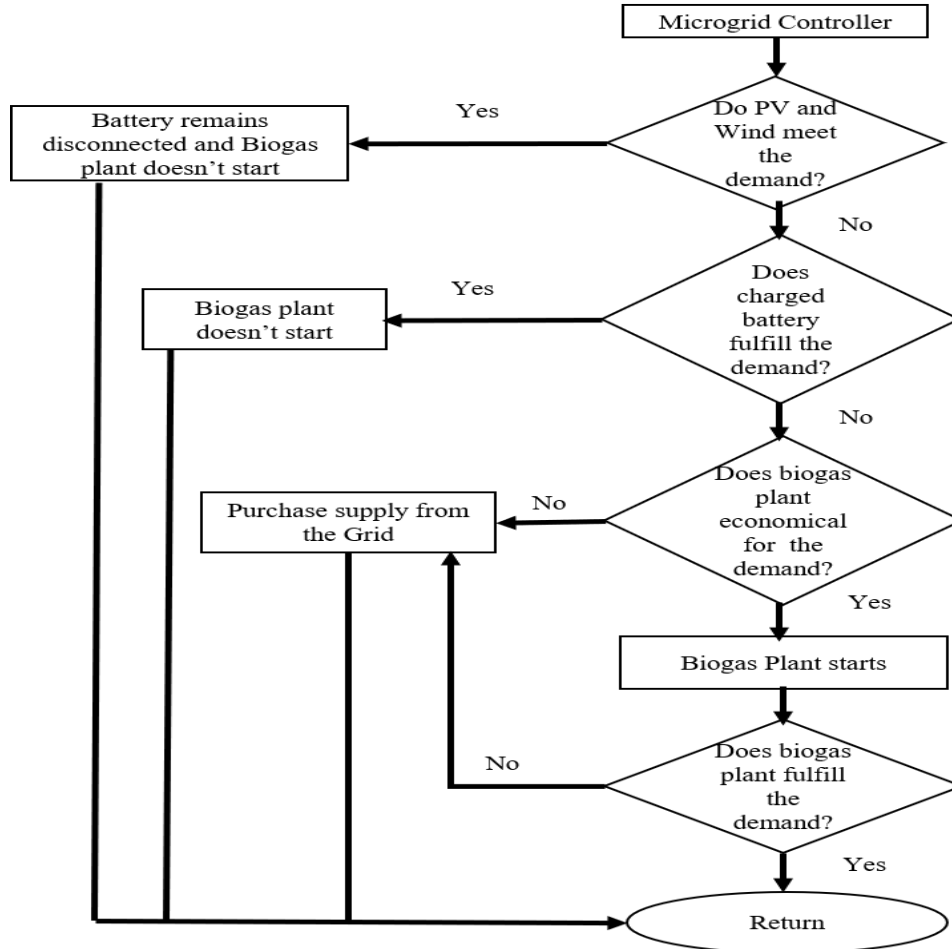 Microgrid Controller
Do PV and
Wind meet
the
demand?
Yes
Battery remains
disconnected and Biogas
plant doesn’t start
No
Does
charged
battery
fulfill the
demand?
Yes
Biogas plant
doesn’t start
No
Does biogas
plant
economical
for the
demand?
No
Purchase supply from
the Grid
Yes
Biogas Plant starts
Does biogas
plant fulfill
the
demand?
No
Yes
Return